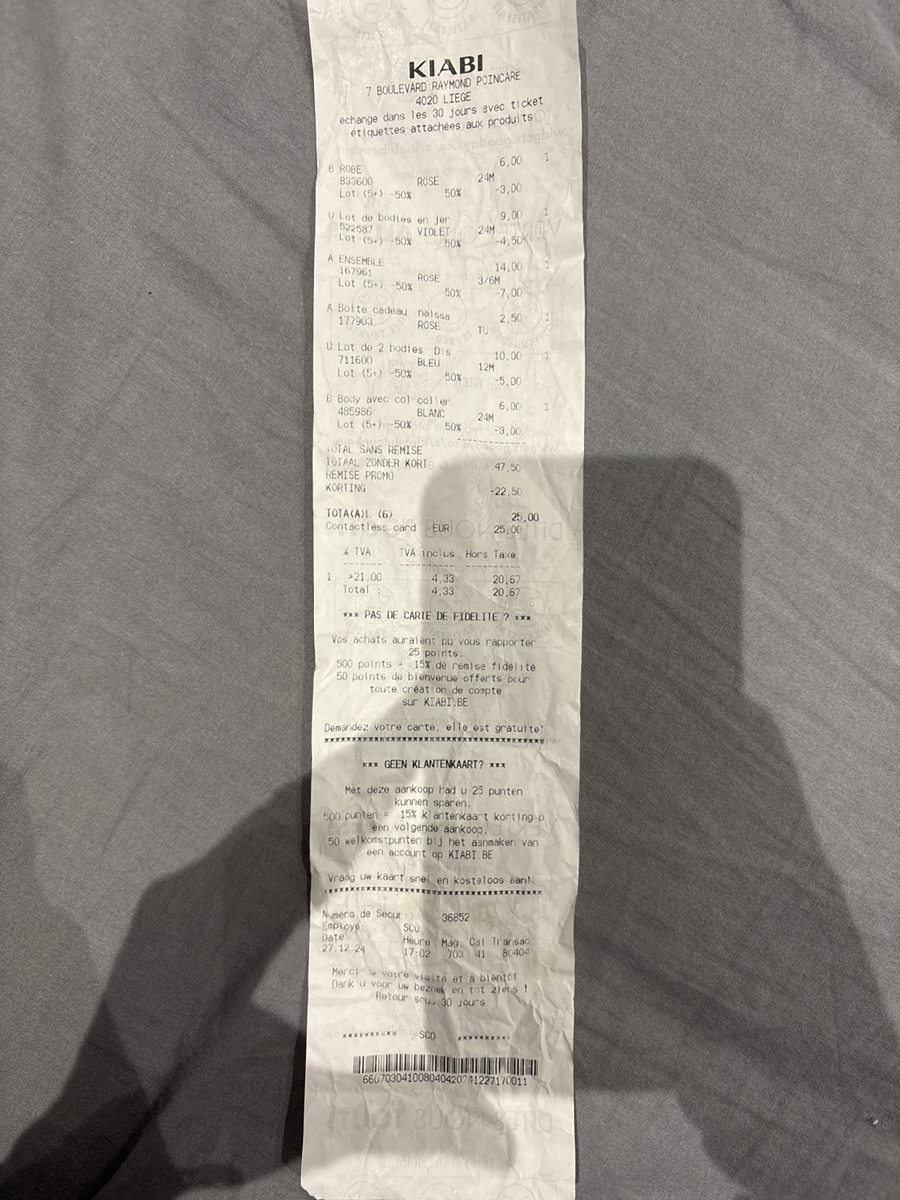 KIABI
7 BOULEVARD RAYMOND POINCARE
4020 LIEGE
échange dans les 30 jours avec ticket
étiquettes attachées aux produits
B ROBE 6,00 1
833600 ROSE 24M
Lot (5+) -50% 50% -3,00
U Lot de bodies en jer 9,00 1
522587 VIOLET 24M
Lot (5+) -50% 50% -4,50
A ENSEMBLE 14,00 1
167961 ROSE 3/6M
Lot (5+) -50% 50% -7,00
A Boite cadeau naissa 2,50 1
177903 ROSE TU
U Lot de 2 bodies Dis 10,00 1
711600 BLEU 12M
Lot (5+) -50% 50% -5,00
B Body avec col coller 6,00 1
485986 BLANC 24M
Lot (5+) -50% 50% -3,00
------------
TOTAL SANS REMISE
TOTAAL ZONDER KORT 47,50
REMISE PROMO
KORTING -22,50
TOTA(A)L (6) 25,00
Contactless card EUR 25,00
% TVA TVA inclus Hors Taxe
1 >21,00 4,33 20,67
Total : 4,33 20,67
*** PAS DE CARTE DE FIDELITE ? ***
Vos achats auraient pu vous rapporter
25 points.
500 points = 15% de remise fidélité
50 points de bienvenue offerts pour
toute création de compte
sur KIABI.BE
Demandez votre carte, elle est gratuite!
*** GEEN KLANTENKAART? ***
Met deze aankoop had u 25 punten
kunnen sparen.
500 punten = 15% klantenkaart korting o
een volgende aankoop.
50 welkomstpunten bij het aanmaken van
een account op KIABI.BE
Vraag uw kaart snel en kosteloos aan!
Numéro de Secur 36852
Employé: SCO
Date Heure Mag. Cai Transac
27.12.24 17:02 703 41 80404
Merci de votre visite et à bientôt
Dank u voor uw bezoek en tot ziens !
Retour sous 30 jours
********** SCO **********